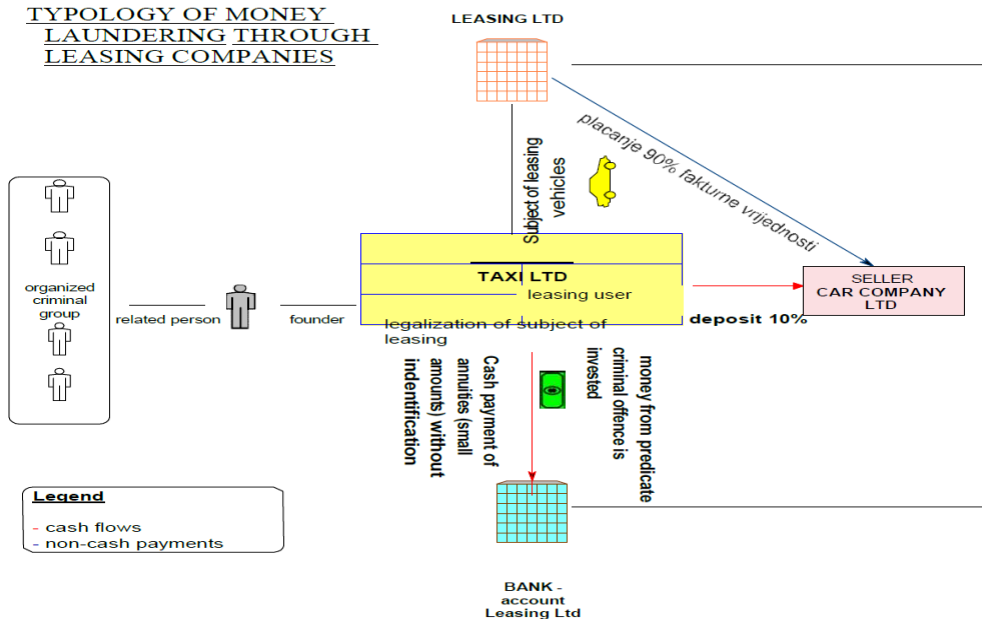 TYPOLOGY OF MONEY
LAUNDERING THROUGH
LEASING COMPANIES
LEASING LTD
placanje 90% fakturne vrijednosti
Subject of leasing
vehicles
organized
criminal
group
related person
founder
TAXI LTD
leasing user
legalization of subject of
leasing
SELLER
CAR COMPANY
LTD
deposit 10%
Cash payment of
annuities (small
amounts) without
indentification
money from predicate
criminal offence is
invested
Legend
- cash flows
- non-cash payments
BANK -
account
Leasing Ltd